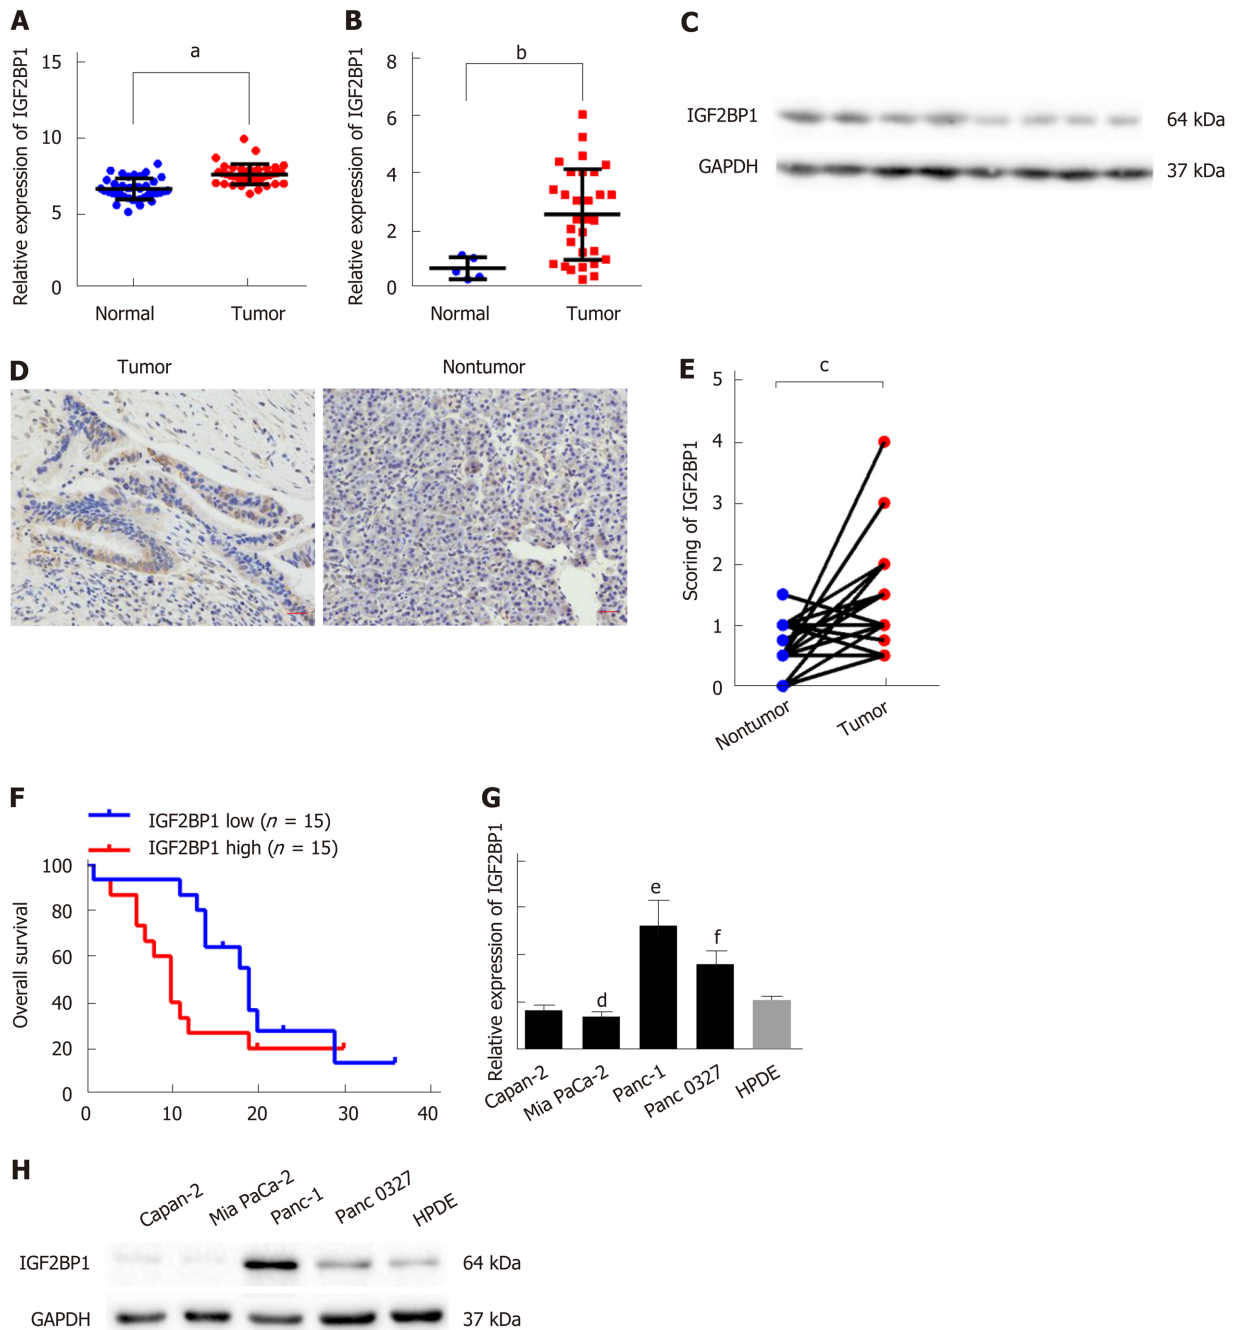 A
Relative expression of IGF2BP1
15
10
5
0
a
Normal
Tumor
B
Relative expression of IGF2BP1
8
6
4
2
0
b
Normal
Tumor
C
IGF2BP1
64 kDa
GAPDH
37 kDa
D
Tumor
Nontumor
E
Scoring of IGF2BP1
5
4
3
2
1
0
c
Nontumor
Tumor
F
IGF2BP1 low (n = 15)
IGF2BP1 high (n = 15)
Overall survival
100
80
60
40
20
0
0
10
20
30
40
G
Relative expression of IGF2BP1
d
e
f
Capan-2
Mia PaCa-2
Panc-1
Panc 0327
HPDE
H
Capan-2
Mia PaCa-2
Panc-1
Panc 0327
HPDE
IGF2BP1
64 kDa
GAPDH
37 kDa